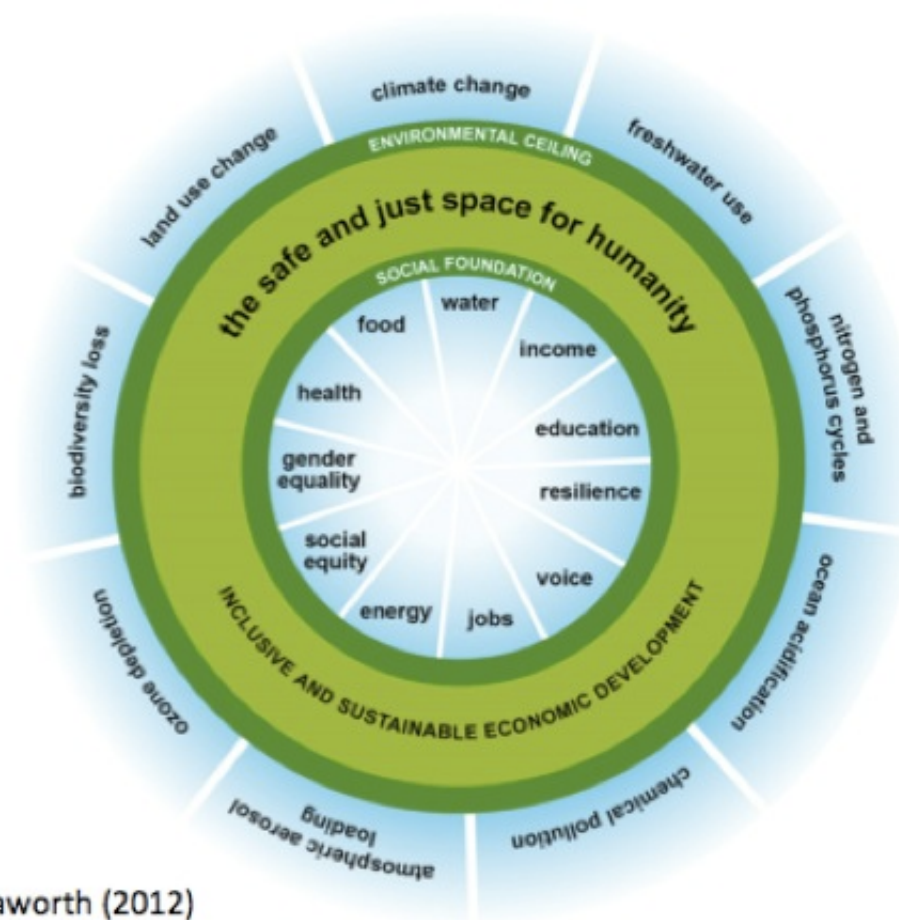 climate change
freshwater use
nitrogen and
phosphorus cycles
ocean acidification
chemical pollution
atmospheric aerosol
loading
ozone depletion
biodiversity loss
land use change
ENVIRONMENTAL CEILING
the safe and just space for humanity
SOCIAL FOUNDATION
water
income
education
resilience
voice
jobs
energy
social
equity
gender
equality
health
food
INCLUSIVE AND SUSTAINABLE ECONOMIC DEVELOPMENT
aworth (2012)